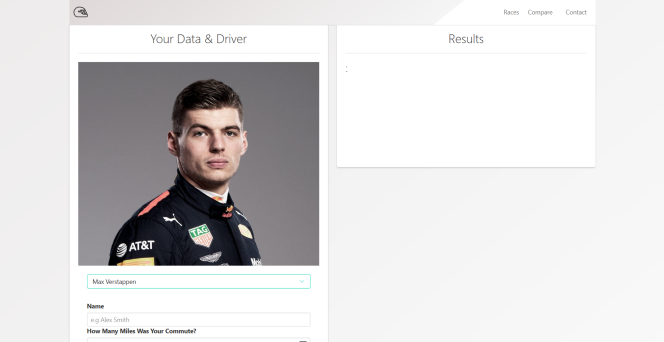 Races Compare Contact
Your Data & Driver
Results
:
TAG
AT&T
Max Verstappen
Name
e.g Alex Smith
How Many Miles Was Your Commute?